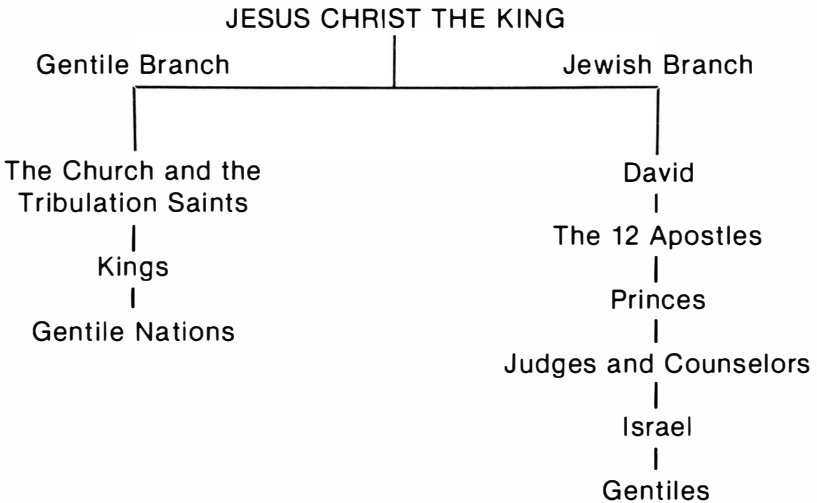 JESUS CHRIST THE KING
Gentile Branch
Jewish Branch
The Church and the
Tribulation Saints
Kings
Gentile Nations
David
The 12 Apostles
Princes
Judges and Counselors
Israel
Gentiles